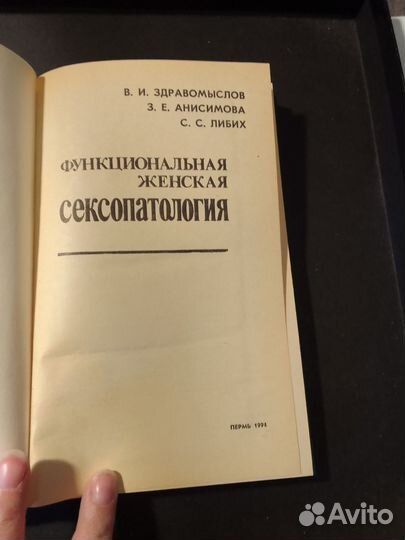 В. И. ЗДРАВОМЫСЛОВ
З. Е. АНИСИМОВА
С. С. ЛИБИХ
ФУНКЦИОНАЛЬНАЯ
ЖЕНСКАЯ
СЕКСОПАТОЛОГИЯ
ПЕРМЬ 1994
Avito